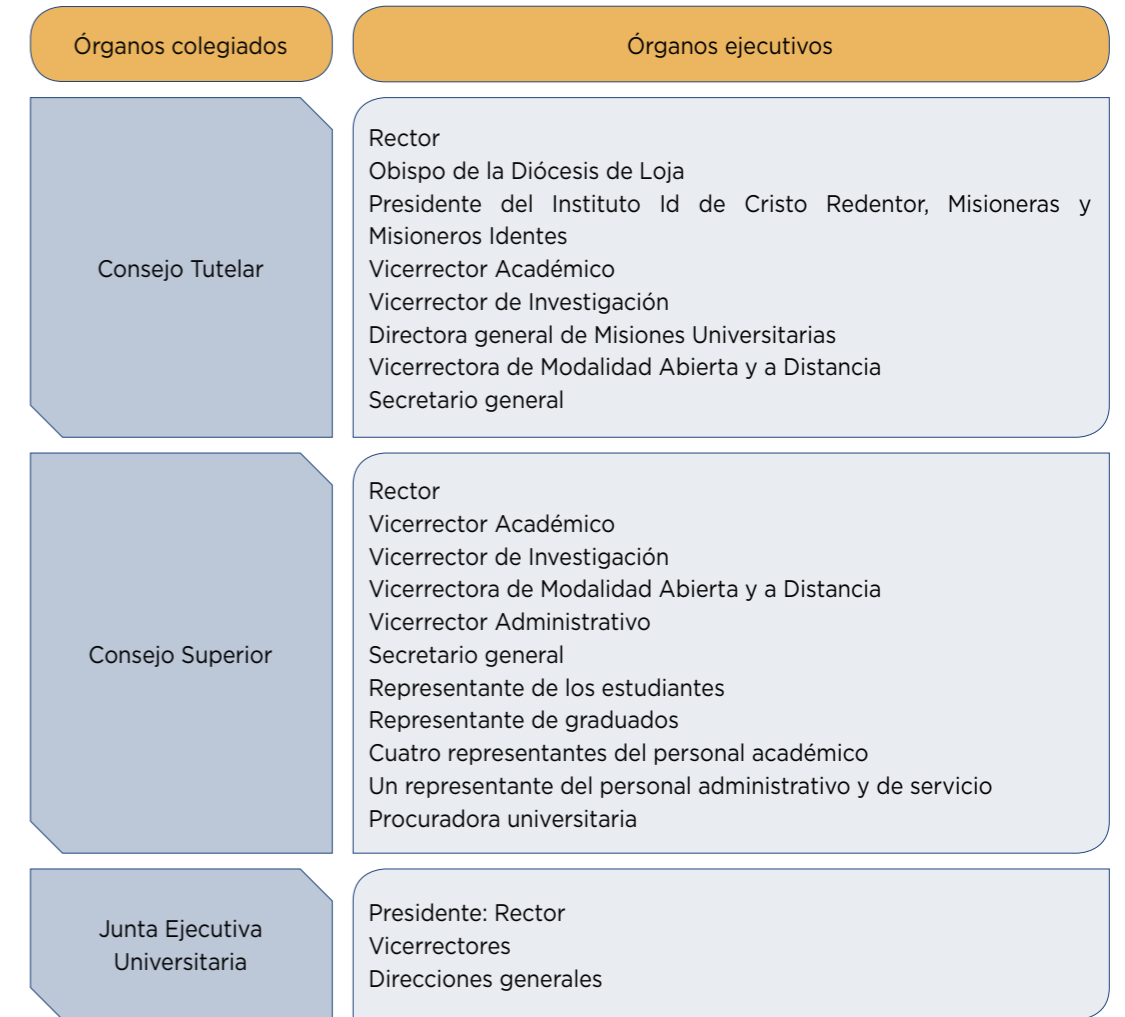 Órganos colegiados
Órganos ejecutivos
Consejo Tutelar
Rector
Obispo de la Diócesis de Loja
Presidente del Instituto Id de Cristo Redentor, Misioneras y
Misioneros Identes
Vicerrector Académico
Vicerrector de Investigación
Directora general de Misiones Universitarias
Vicerrectora de Modalidad Abierta y a Distancia
Secretario general
Consejo Superior
Rector
Vicerrector Académico
Vicerrector de Investigación
Vicerrectora de Modalidad Abierta y a Distancia
Vicerrector Administrativo
Secretario general
Representante de los estudiantes
Representante de graduados
Cuatro representantes del personal académico
Un representante del personal administrativo y de servicio
Procuradora universitaria
Junta Ejecutiva
Universitaria
Presidente: Rector
Vicerrectores
Direcciones generales